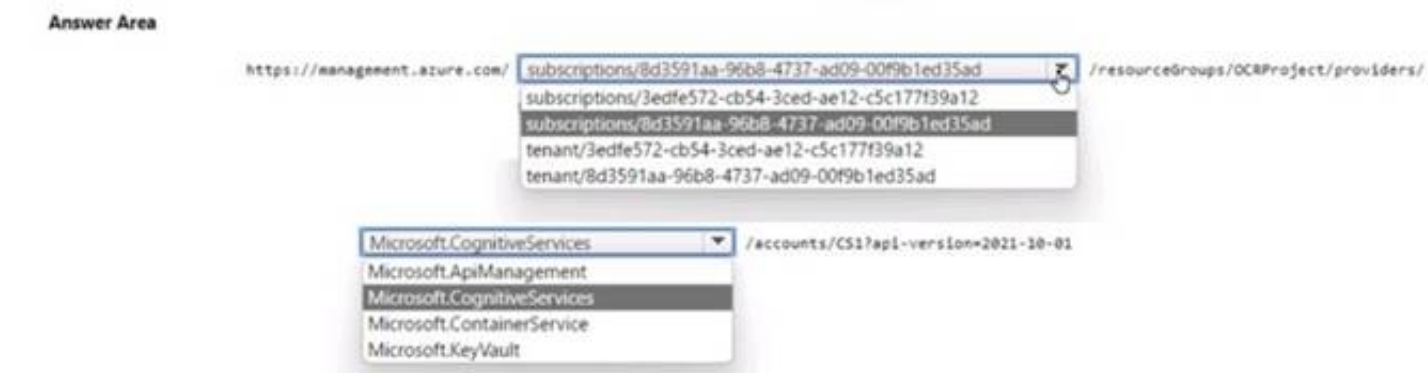 Answer Area
https://management.azure.com/ subscriptions/8d3591aa-96b8-4737-ad09-00f9b1ed35ad /resourceGroups/OCRProject/providers/
subscriptions/3edfe572-cb54-3ced-ae12-c5c177f39a12
subscriptions/8d3591aa-96b8-4737-ad09-00f9b1ed35ad
tenant/3edfe572-cb54-3ced-ae12-c5c177f39a12
tenant/8d3591aa-96b8-4737-ad09-00f9b1ed35ad
Microsoft.CognitiveServices /accounts/CS1?api-version=2021-10-01
Microsoft.ApiManagement
Microsoft.CognitiveServices
Microsoft.ContainerService
Microsoft.KeyVault